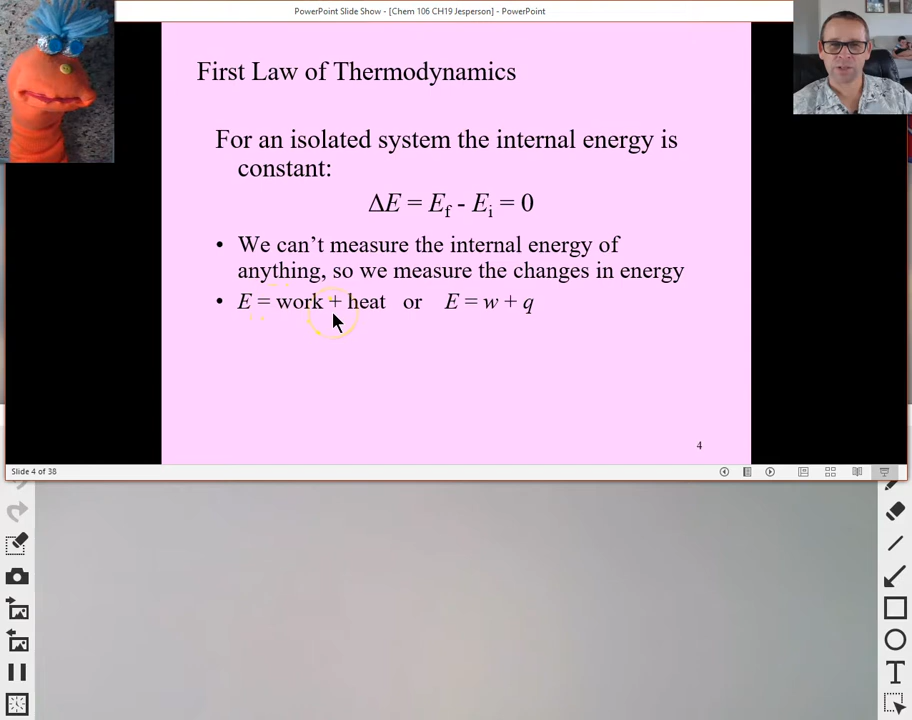 PowerPoint Slide Show - [Chem 106 CH19 Jesperson] - PowerPoint
First Law of Thermodynamics
For an isolated system the internal energy is
constant:
ΔE = Ef - Ei = 0
• We can’t measure the internal energy of
anything, so we measure the changes in energy
• E = work + heat or E = w + q
4
Slide 4 of 38
T